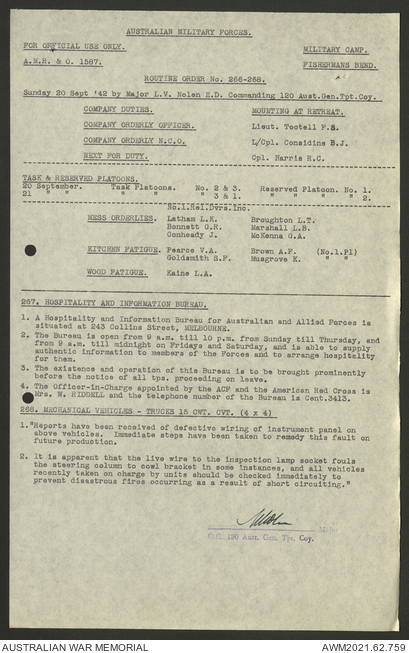 AUSTRALIAN MILITARY FORCES.
FOR OFFICIAL USE ONLY. MILITARY CAMP.
A.M.R. & O. 1587. FISHERMANS BEND.
ROUTINE ORDER No. 266-268.
Sunday 20 Sept '42 by Major L.V. Nolen E.D. Commanding 120 Aust.Gen.Tpt.Coy.
COMPANY DUTIES. MOUNTING AT RETREAT.
COMPANY ORDERLY OFFICER. Lieut. Tootell F.S.
COMPANY ORDERLY N.C.O. L/Cpl. Considine B.J.
NEXT FOR DUTY. Cpl. Harris R.C.
TASK & RESERVED PLATOONS.
20 September. Task Platoons. No. 2 & 3. Reserved Platoon. No. 1.
21 " " " " " 3 & 1. " " " 2.
No.1.Rei.Dvrs.Inc.
MESS ORDERLIES. Latham L.K. Broughton L.T.
Bennett G.R. Marshall L.B.
Conheady J. McKenna G.A.
KITCHEN FATIGUE. Pearce V.A. Brown A.P. (No.1.Pl)
Goldsmith S.F. Musgrove K. " "
WOOD FATIGUE. Kaine L.A.
267. HOSPITALITY AND INFORMATION BUREAU.
1. A Hospitality and Information Bureau for Australian and Allied Forces is
situated at 243 Collins Street, MELBOURNE.
2. The Bureau is open from 9 a.m. till 10 p.m. from Sunday till Thursday, and
from 9 a.m. till midnight on Fridays and Saturday, and is able to supply
authentic information to members of the Forces and to arrange hospitality
for them.
3. The existence and operation of this Bureau is to be brought prominently
before the notice of all tps. proceeding on leave.
4. The Officer-in-Charge appointed by the ACF and the American Red Cross is
Mrs. W. RIDDELL and the telephone number of the Bureau is Cent.3413.
268. MECHANICAL VEHICLES - TRUCKS 15 CWT. CVT. (4 x 4)
1. "Reports have been received of defective wiring of instrument panel on
above vehicles. Immediate steps have been taken to remedy this fault on
future production.
2. It is apparent that the live wire to the inspection lamp socket fouls
the steering column to cowl bracket in some instances, and all vehicles
recently taken on charge by units should be checked immediately to
prevent disastrous fires occurring as a result of short circuiting."
O.C. 120 Aust. Gen. Tpt. Coy.
AUSTRALIAN WAR MEMORIAL AWM2021.62.759